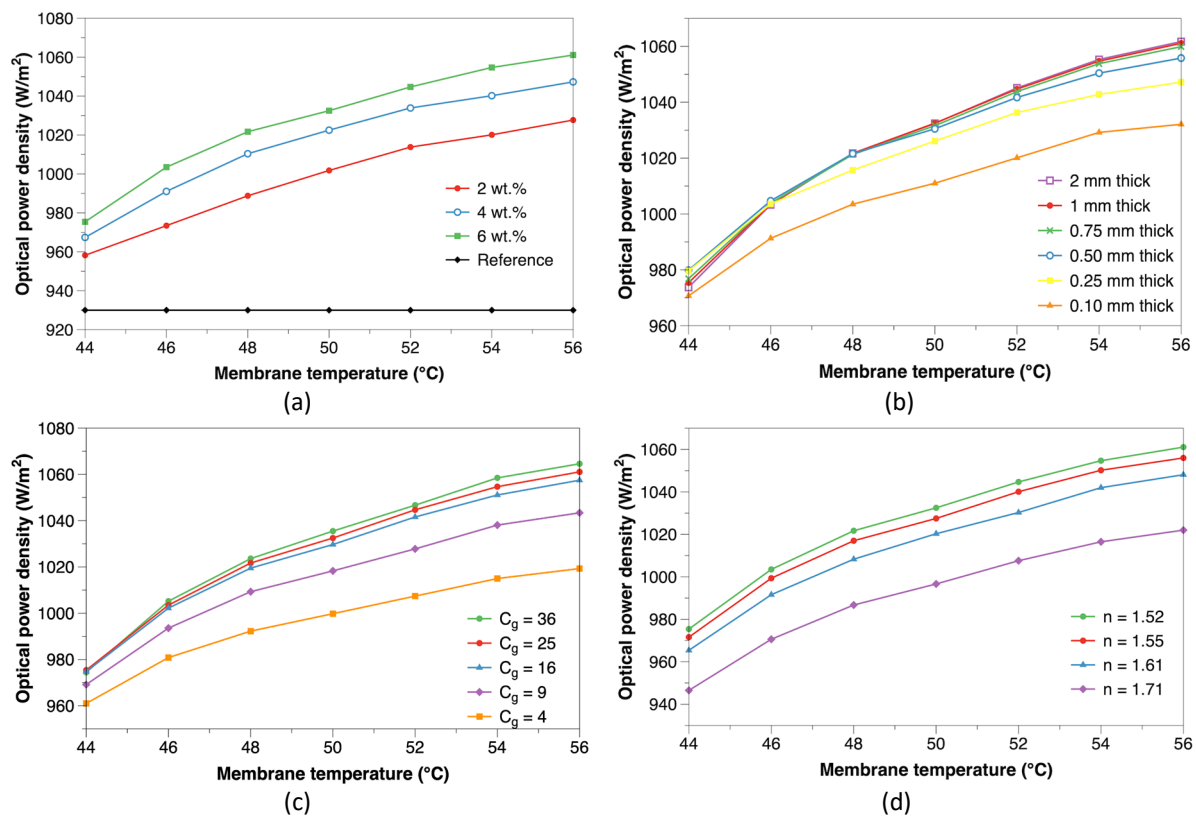 Optical power density (W/m²)
1080
1060
1040
1020
1000
980
960
940
930
920
44 46 48 50 52 54 56
Membrane temperature (°C)
2 wt.%
4 wt.%
6 wt.%
Reference
(a)
Optical power density (W/m²)
1060
1040
1020
1000
980
960
44 46 48 50 52 54 56
Membrane temperature (°C)
2 mm thick
1 mm thick
0.75 mm thick
0.50 mm thick
0.25 mm thick
0.10 mm thick
(b)
Optical power density (W/m²)
1080
1060
1040
1020
1000
980
960
44 46 48 50 52 54 56
Membrane temperature (°C)
C_g = 36
C_g = 25
C_g = 16
C_g = 9
C_g = 4
(c)
Optical power density (W/m²)
1060
1040
1020
1000
980
960
940
44 46 48 50 52 54 56
Membrane temperature (°C)
n = 1.52
n = 1.55
n = 1.61
n = 1.71
(d)